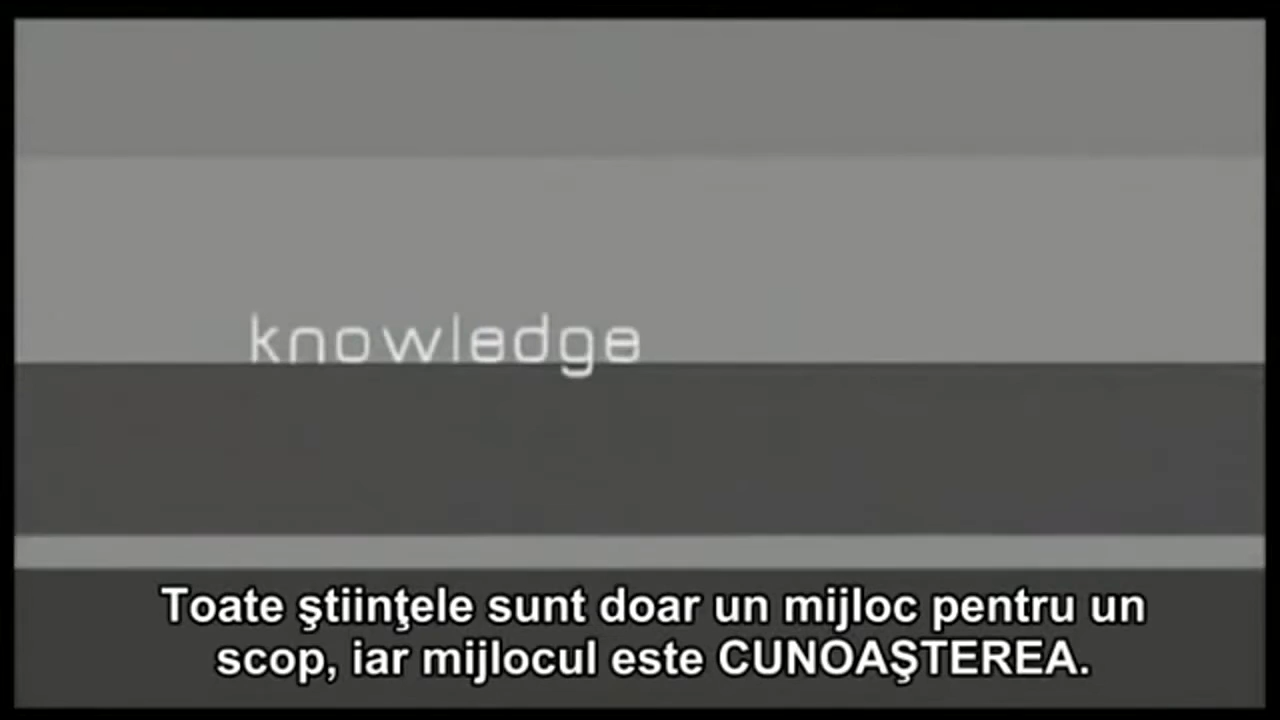 knowledge
Toate ştiinţele sunt doar un mijloc pentru un
scop, iar mijlocul este CUNOAŞTEREA.